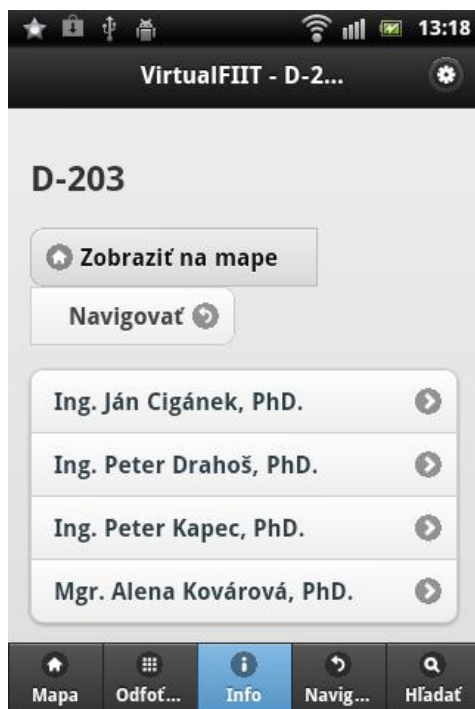 13:18
VirtualFIIT - D-2...
D-203
Zobraziť na mape
Navigovať
Ing. Ján Cigánek, PhD.
Ing. Peter Drahoš, PhD.
Ing. Peter Kapec, PhD.
Mgr. Alena Kovárová, PhD.
Mapa Odfoť... Info Navig... Hľadať